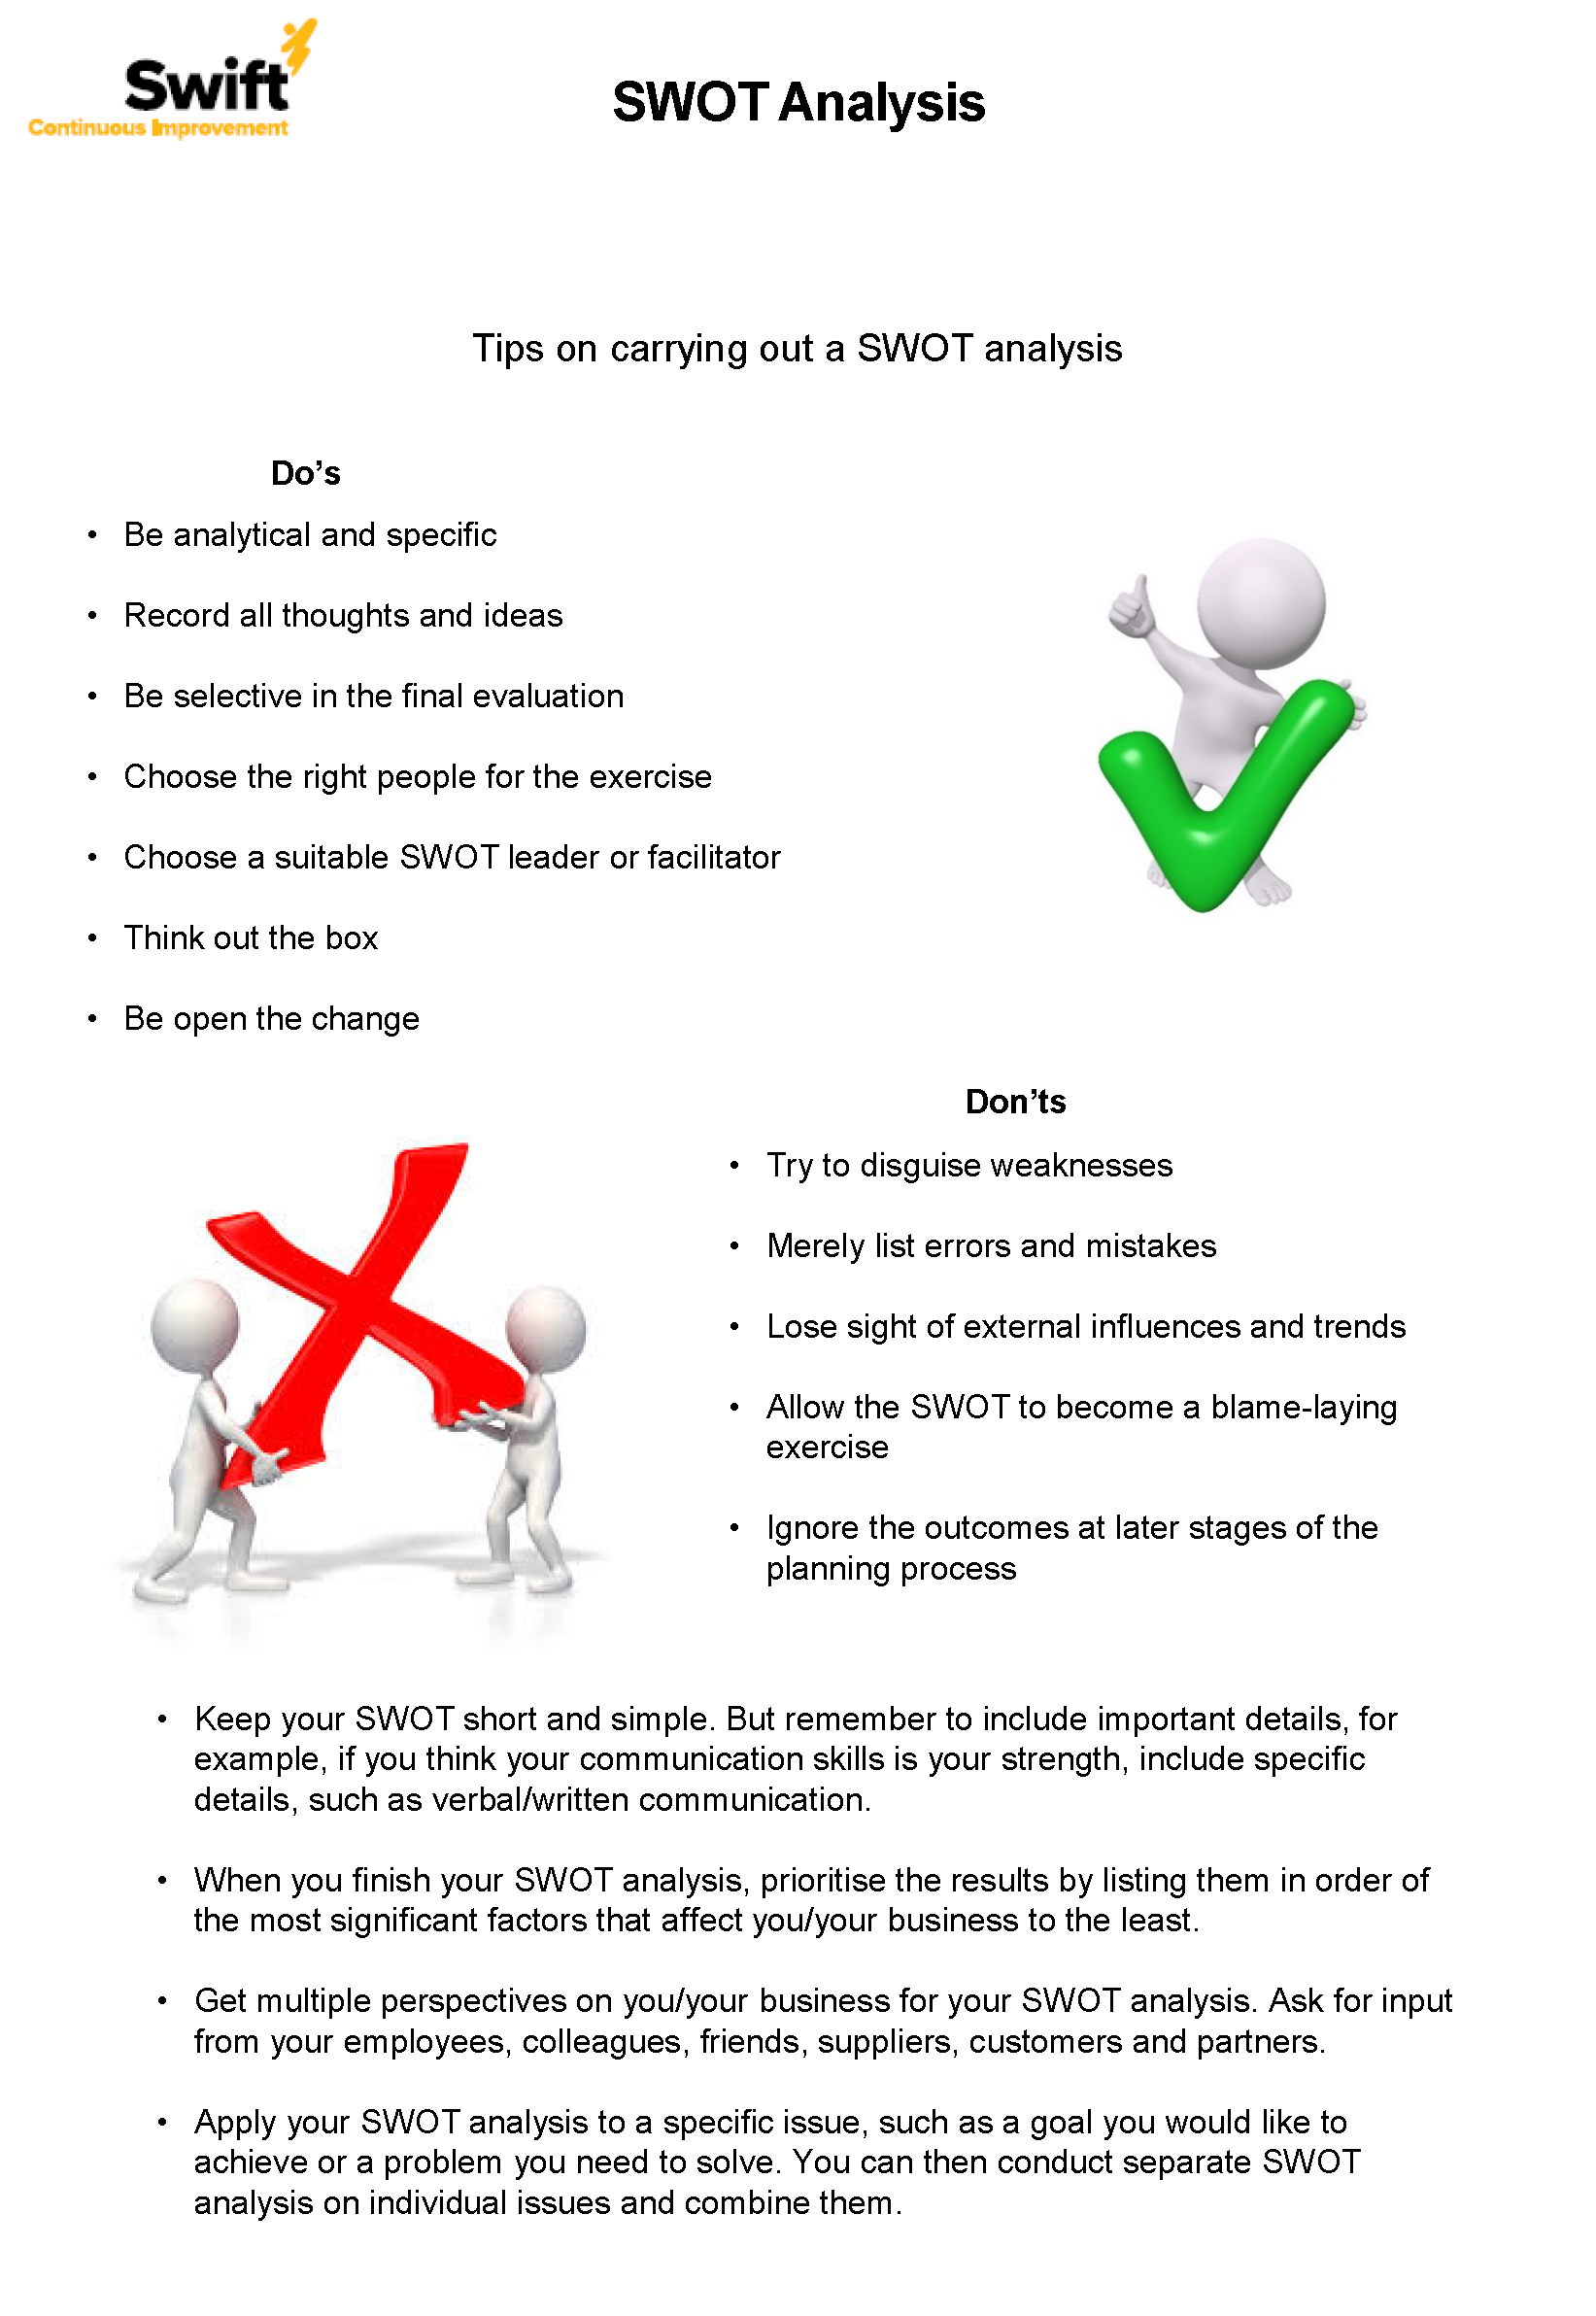 Swift
Continuous Improvement
SWOT Analysis
Tips on carrying out a SWOT analysis
Do’s
• Be analytical and specific
• Record all thoughts and ideas
• Be selective in the final evaluation
• Choose the right people for the exercise
• Choose a suitable SWOT leader or facilitator
• Think out the box
• Be open the change
Don’ts
• Try to disguise weaknesses
• Merely list errors and mistakes
• Lose sight of external influences and trends
• Allow the SWOT to become a blame-laying
exercise
• Ignore the outcomes at later stages of the
planning process
• Keep your SWOT short and simple. But remember to include important details, for
example, if you think your communication skills is your strength, include specific
details, such as verbal/written communication.
• When you finish your SWOT analysis, prioritise the results by listing them in order of
the most significant factors that affect you/your business to the least.
• Get multiple perspectives on you/your business for your SWOT analysis. Ask for input
from your employees, colleagues, friends, suppliers, customers and partners.
• Apply your SWOT analysis to a specific issue, such as a goal you would like to
achieve or a problem you need to solve. You can then conduct separate SWOT
analysis on individual issues and combine them.